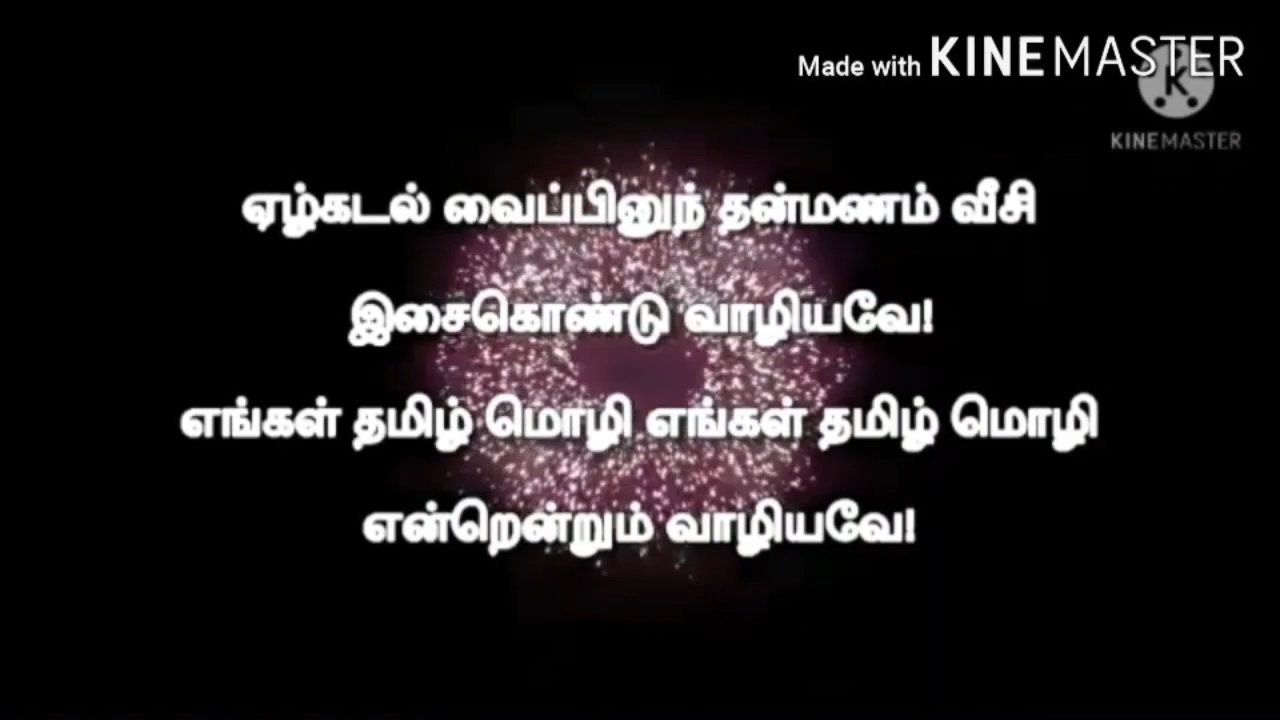 Made with KINEMASTER
K
KINEMASTER
ஏழ்கடல் வைப்பினுந் தன்மணம் வீசி
இசைகொண்டு வாழியவே!
எங்கள் தமிழ் மொழி எங்கள் தமிழ் மொழி
என்றென்றும் வாழியவே!